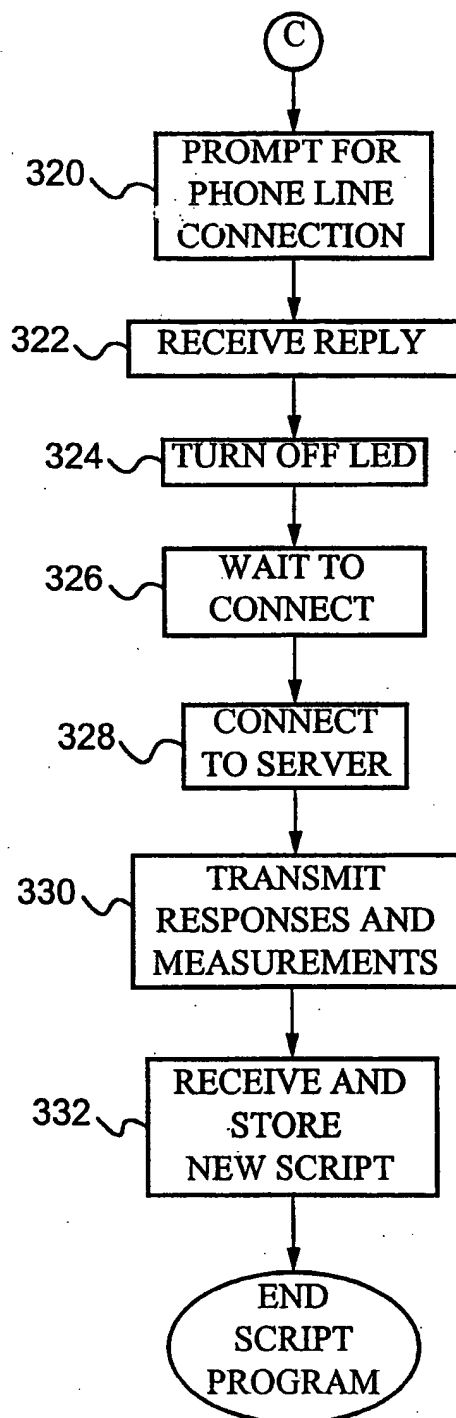 C
320
PROMPT FOR
PHONE LINE
CONNECTION
322
RECEIVE REPLY
324
TURN OFF LED
326
WAIT TO
CONNECT
328
CONNECT
TO SERVER
330
TRANSMIT
RESPONSES AND
MEASUREMENTS
332
RECEIVE AND
STORE
NEW SCRIPT
END
SCRIPT
PROGRAM